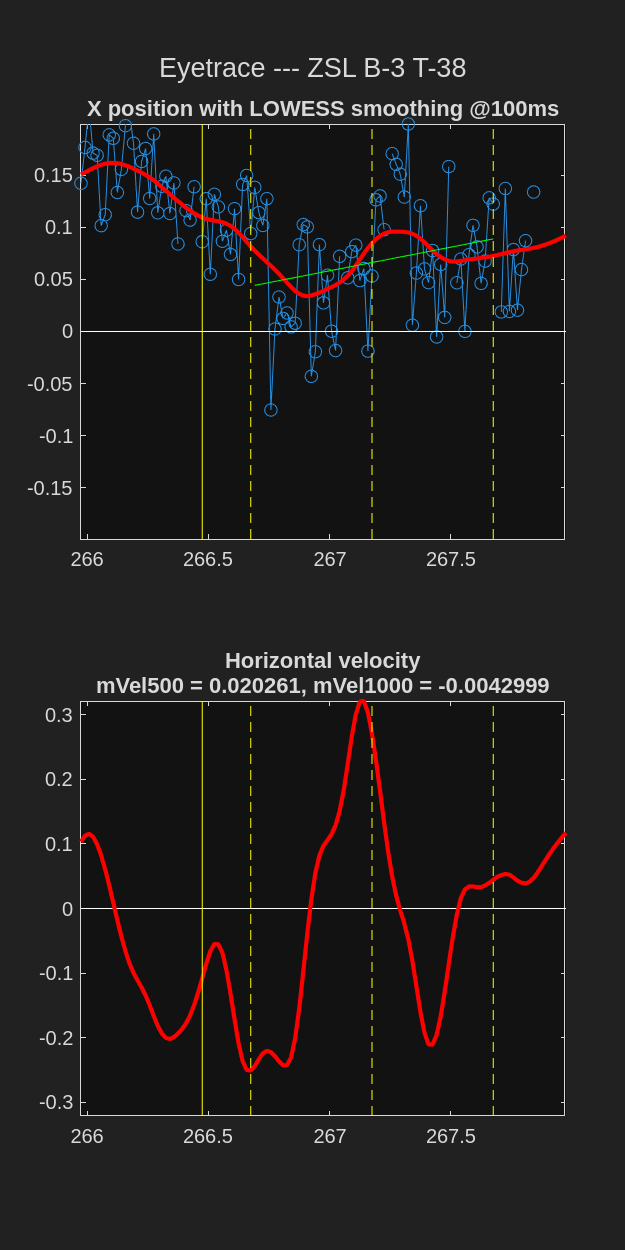 Eyetrace --- ZSL B-3 T-38
X position with LOWESS smoothing @100ms
0.15
0.1
0.05
0
-0.05
-0.1
-0.15
266 266.5 267 267.5
Horizontal velocity
mVel500 = 0.020261, mVel1000 = -0.0042999
0.3
0.2
0.1
0
-0.1
-0.2
-0.3
266 266.5 267 267.5